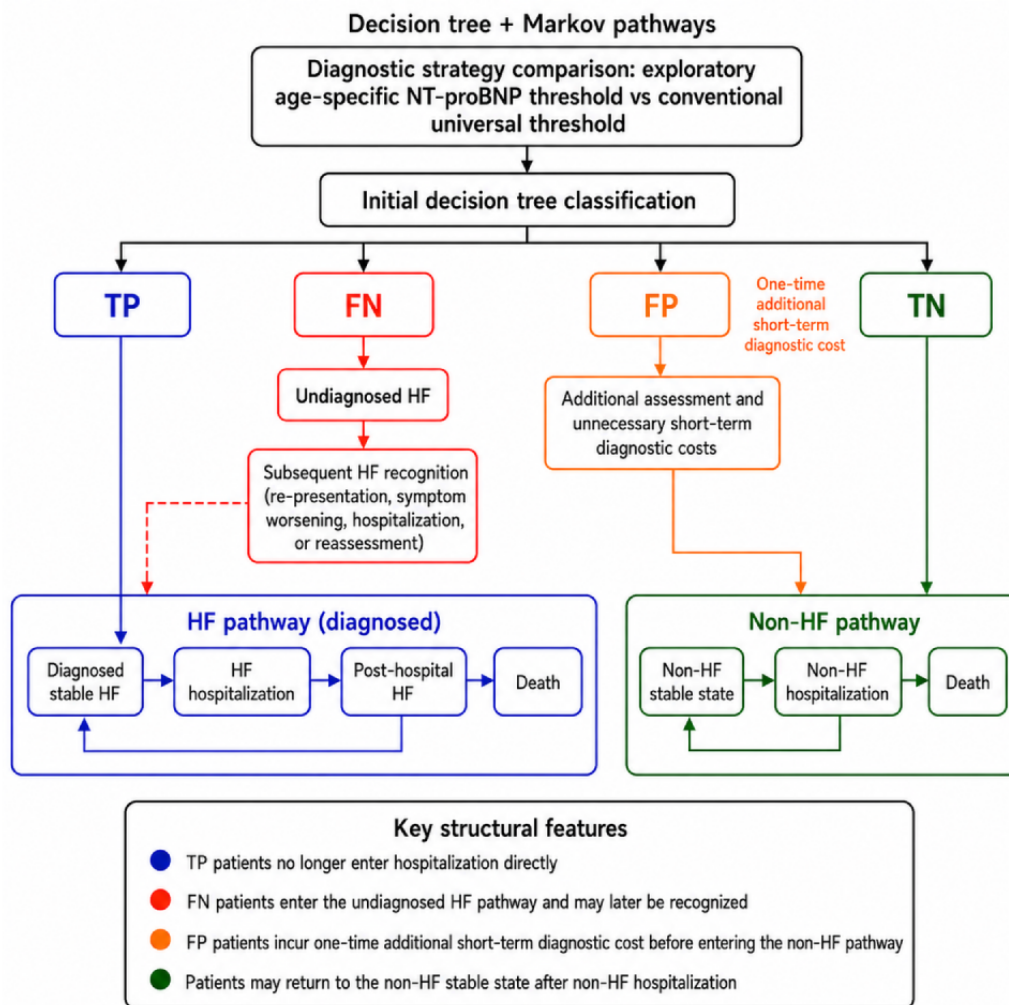 Decision tree + Markov pathways
Diagnostic strategy comparison: exploratory
age-specific NT-proBNP threshold vs conventional
universal threshold
Initial decision tree classification
TP
FN
FP
One-time
additional
short-term
diagnostic cost
TN
Undiagnosed HF
Additional assessment and
unnecessary short-term
diagnostic costs
Subsequent HF recognition
(re-presentation, symptom
worsening, hospitalization,
or reassessment)
HF pathway (diagnosed)
Diagnosed
stable HF
HF
hospitalization
Post-hospital
HF
Death
Non-HF pathway
Non-HF
stable state
Non-HF
hospitalization
Death
Key structural features
TP patients no longer enter hospitalization directly
FN patients enter the undiagnosed HF pathway and may later be recognized
FP patients incur one-time additional short-term diagnostic cost before entering the non-HF pathway
Patients may return to the non-HF stable state after non-HF hospitalization